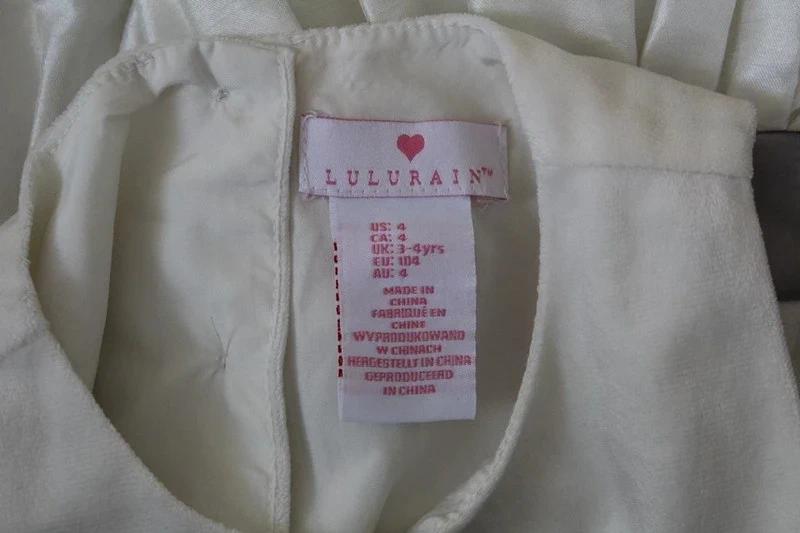 LULURAIN™
US: 4
CA: 4
UK: 3-4yrs
EU: 104
AU: 4
MADE IN
CHINA
FABRIQUÉ EN
CHINE
WYPRODUKOWANO
W CHINACH
HERGESTELLT IN CHINA
GEPRODUCEERD
IN CHINA